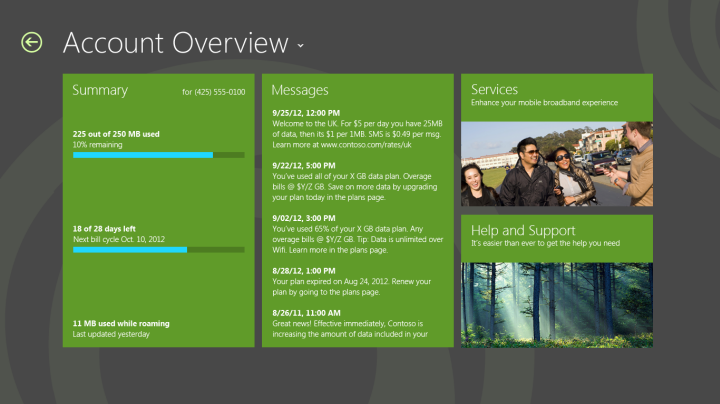 Account Overview
Summary
for (425) 555-0100
225 out of 250 MB used
10% remaining
18 of 28 days left
Next bill cycle Oct. 10, 2012
11 MB used while roaming
Last updated yesterday
Messages
9/25/12, 12:00 PM
Welcome to the UK. For $5 per day you have 25MB
of data, then its $1 per 1MB. SMS is $0.49 per msg.
Learn more at www.contoso.com/rates/uk
9/22/12, 5:00 PM
You've used all of your X GB data plan. Overage
bills @ $Y/Z GB. Save on more data by upgrading
your plan today in the plans page.
9/02/12, 3:00 PM
You've used 65% of your X GB data plan. Any
overage bills @ $Y/Z GB. Tip: Data is unlimited over
Wifi. Learn more in the plans page.
8/28/12, 1:00 PM
Your plan expired on Aug 24, 2012. Renew your
plan by going to the plans page.
8/26/11, 11:00 AM
Great news! Effective immediately, Contoso is
increasing the amount of data included in your
Services
Enhance your mobile broadband experience
Help and Support
It's easier than ever to get the help you need